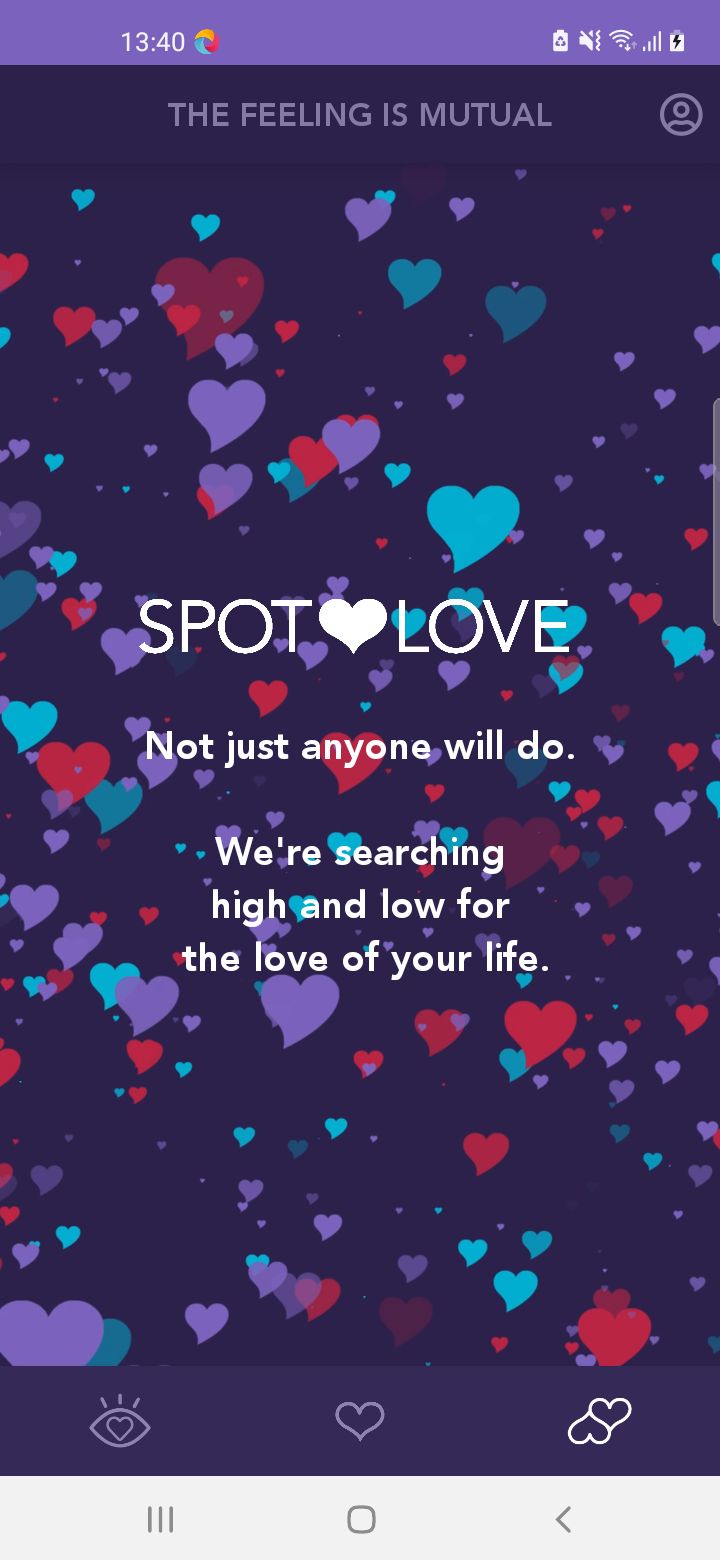 13:40
THE FEELING IS MUTUAL
SPOT LOVE
Not just anyone will do.
We're searching
high and low for
the love of your life.